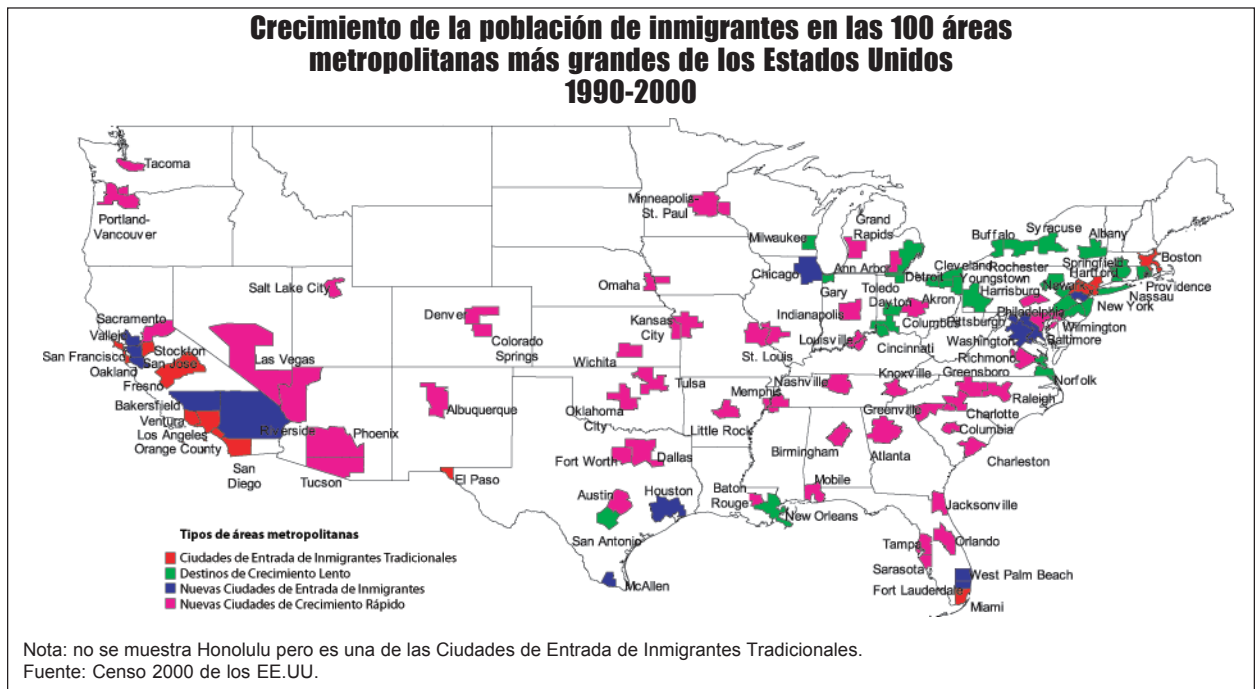 Crecimiento de la población de inmigrantes en las 100 áreas
metropolitanas más grandes de los Estados Unidos
1990-2000
Tacoma
Portland-
Vancouver
Minneapolis-
St. Paul
Grand
Rapids
Milwaukee
Buffalo
Syracuse
Albany
Boston
Chicago
Ann Arbor
Detroit
Cleveland
Rochester
Springfield
Hartford
Providence
Salt Lake City
Omaha
Gary
Toledo
Youngstown
Newark
Nassau
Harrisburg
New York
Sacramento
Denver
Indianapolis
Dayton
Akron
Philadelphia
Vallejo
Kansas
City
Columbus
Pittsburgh
Wilmington
Stockton
Colorado
Springs
Louisville
Washington
Baltimore
San Francisco
San Jose
Las Vegas
St. Louis
Cincinnati
Richmond
Oakland
Wichita
Fresno
Nashville
Knoxville
Greensboro
Norfolk
Tulsa
Memphis
Bakersfield
Albuquerque
Oklahoma
City
Raleigh
Ventura
Riverside
Phoenix
Little Rock
Greenville
Charlotte
Los Angeles
Orange County
Columbia
Birmingham
Atlanta
Fort Worth
Dallas
Charleston
San
Diego
Tucson
El Paso
Mobile
Austin
Houston
Baton
Rouge
Jacksonville
New Orleans
San Antonio
Tampa
Orlando
Sarasota
McAllen
West Palm Beach
Fort Lauderdale
Miami
Tipos de áreas metropolitanas
Ciudades de Entrada de Inmigrantes Tradicionales
Destinos de Crecimiento Lento
Nuevas Ciudades de Entrada de Inmigrantes
Nuevas Ciudades de Crecimiento Rápido
Nota: no se muestra Honolulu pero es una de las Ciudades de Entrada de Inmigrantes Tradicionales.
Fuente: Censo 2000 de los EE.UU.